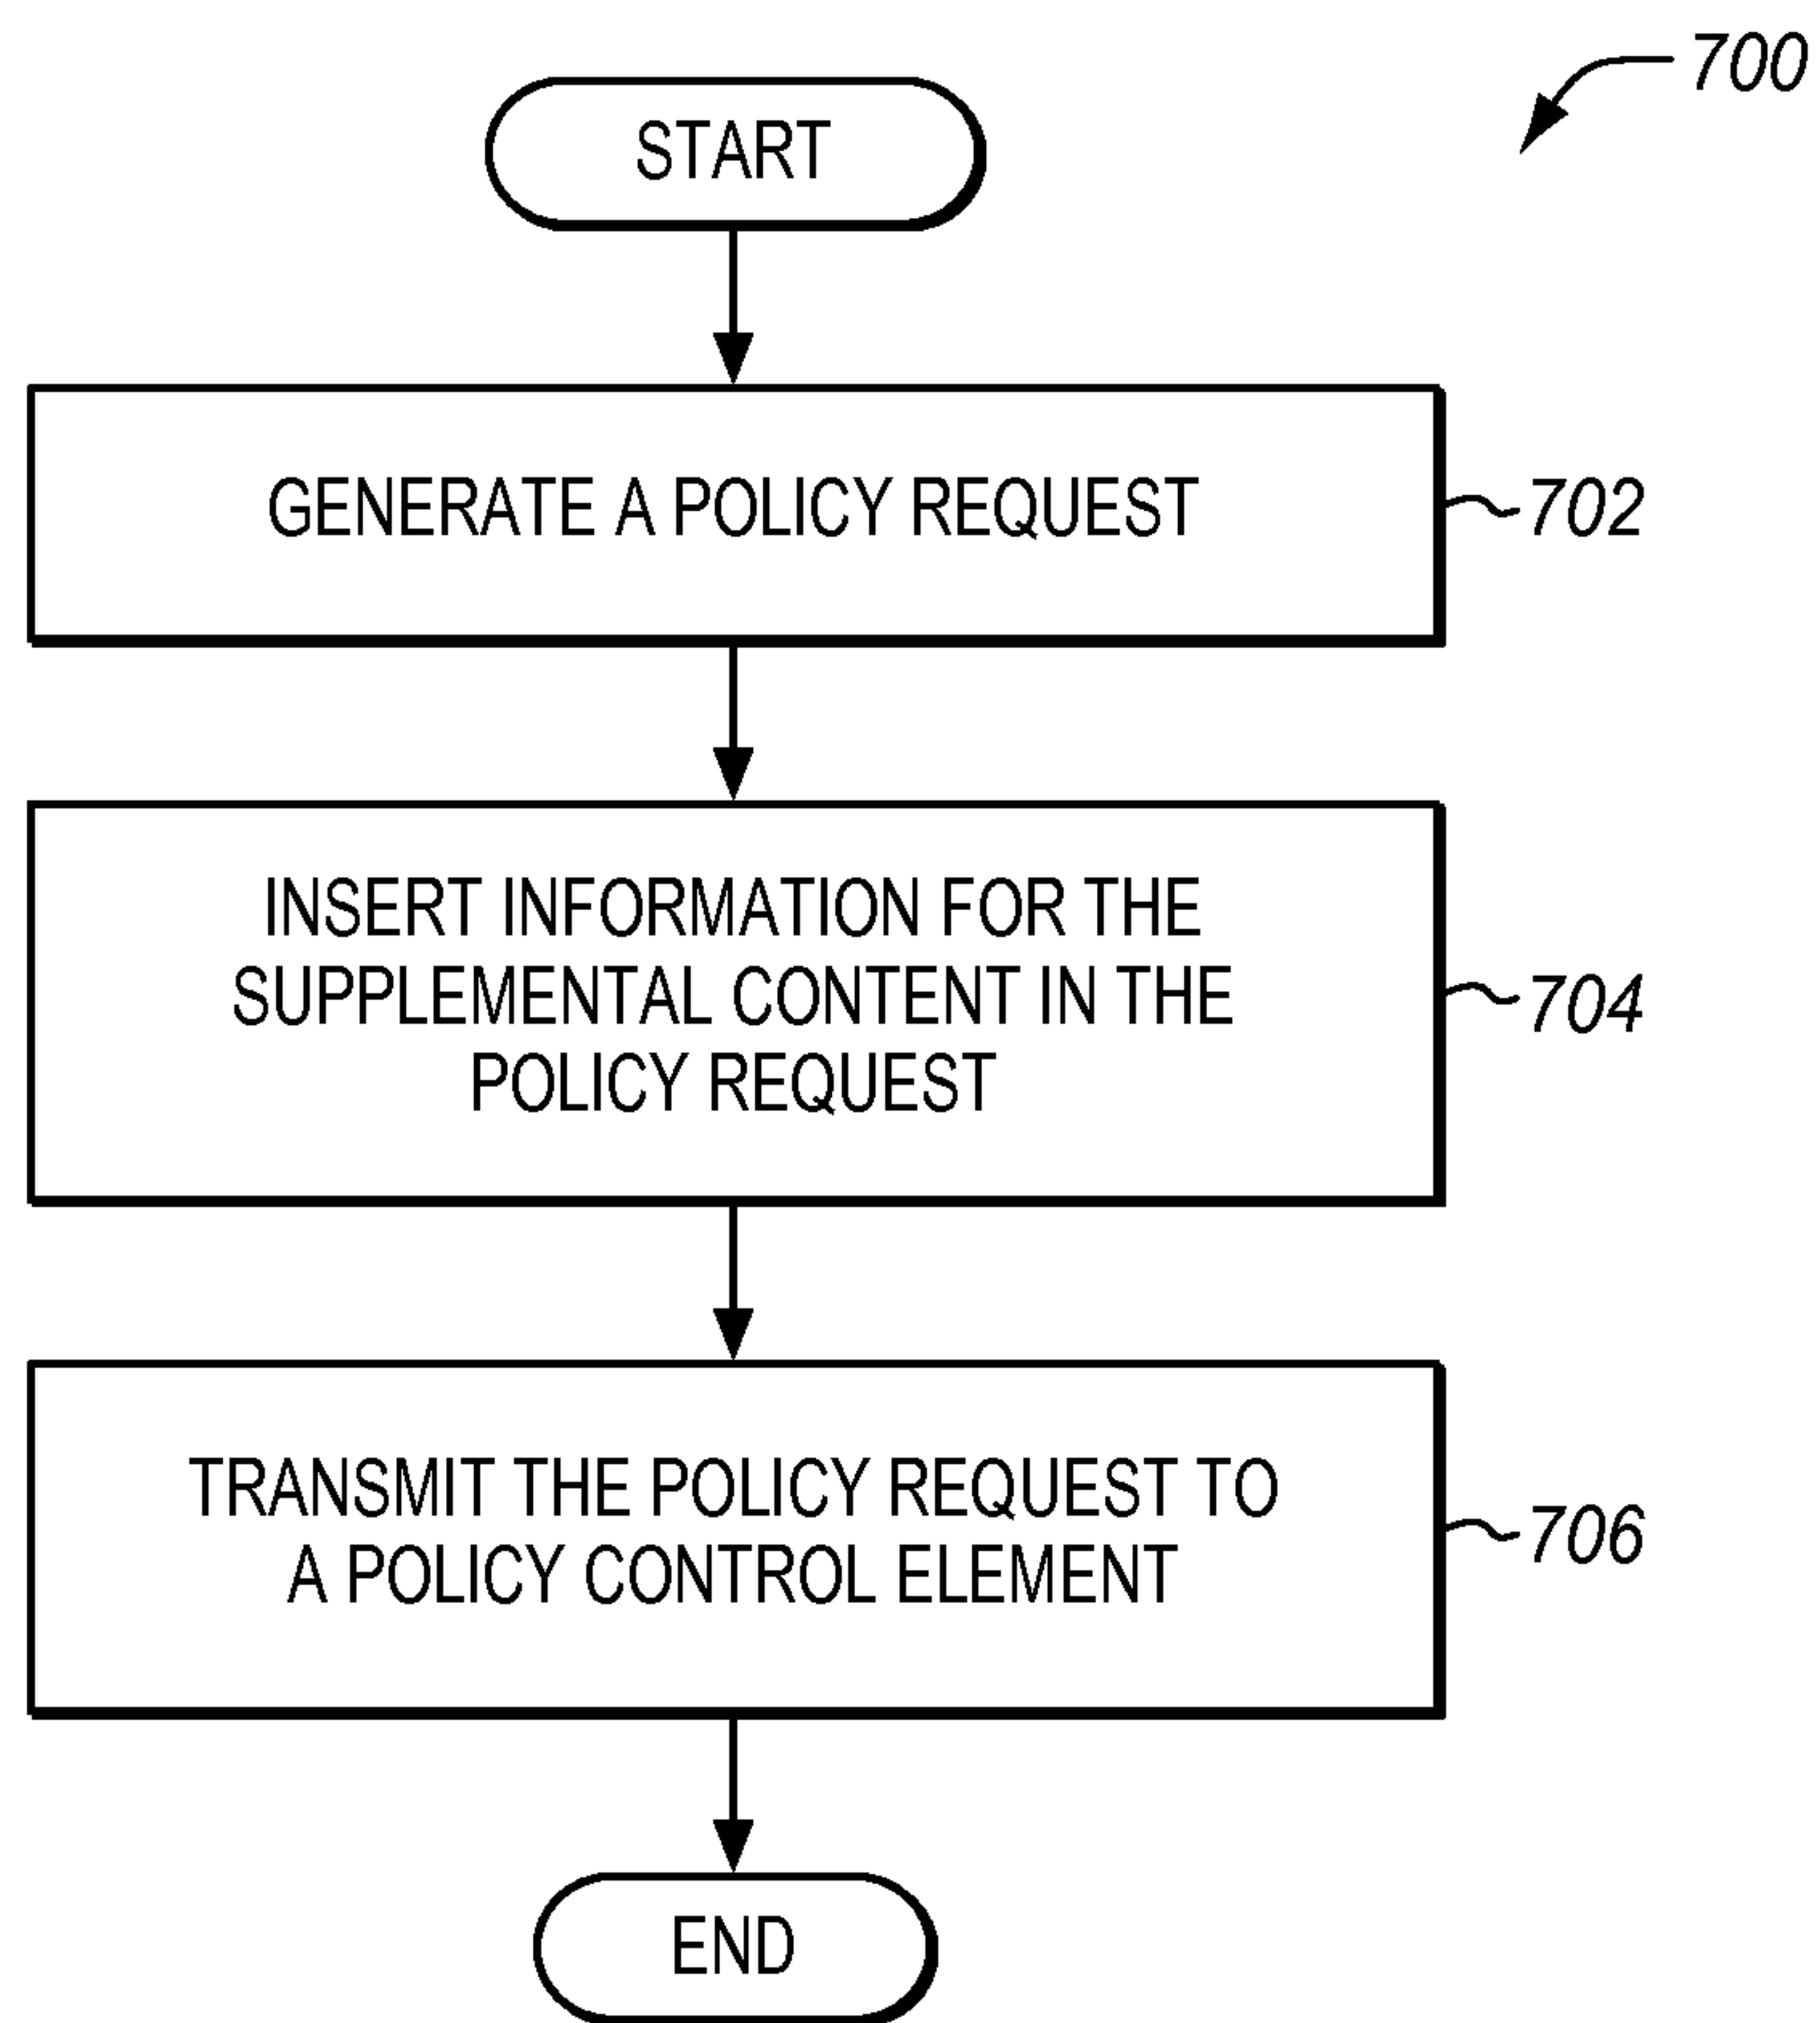 700
START
GENERATE A POLICY REQUEST
702
INSERT INFORMATION FOR THE
SUPPLEMENTAL CONTENT IN THE
POLICY REQUEST
704
TRANSMIT THE POLICY REQUEST TO
A POLICY CONTROL ELEMENT
706
END